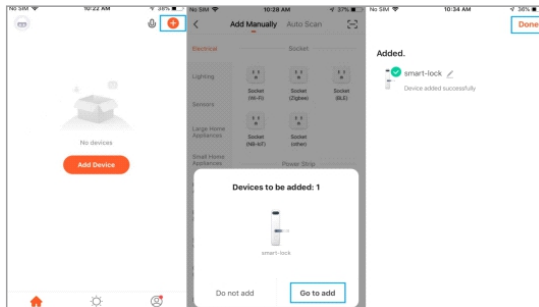 No SIM
10:22 AM
38%
No devices
Add Device
No SIM
10:28 AM
37%
Add Manually
Auto Scan
Electrical
Socket
Lighting
Socket
(Wi-Fi)
Socket
(Zigbee)
Socket
(BLE)
Sensors
Large Home
Appliances
Socket
(NB-IoT)
Socket
(other)
Small Home
Appliances
Power Strip
Devices to be added: 1
smart-lock
Do not add
Go to add
No SIM
10:34 AM
36%
Done
Added.
smart-lock
Device added successfully